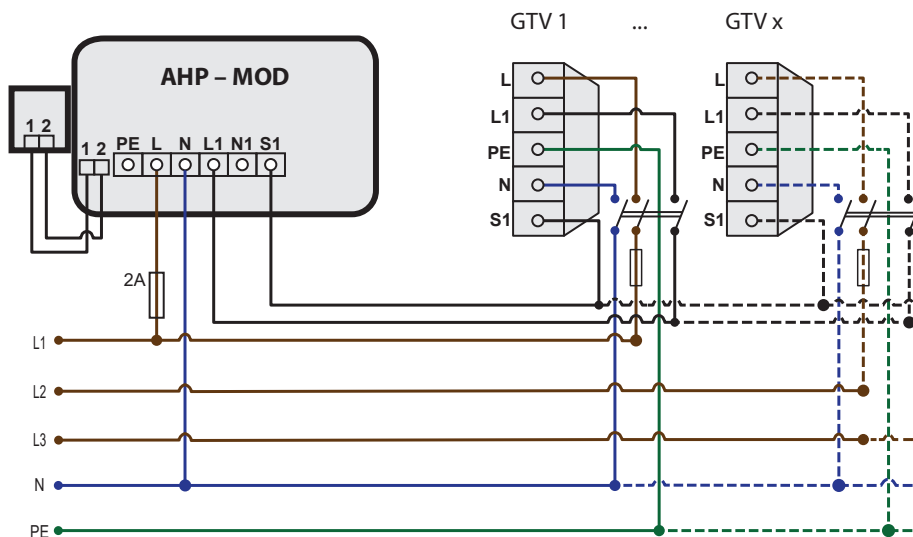 GTV 1 ... GTV x
AHP – MOD
1 2
1 2
PE L N L1 N1 S1
2A
L
L1
PE
N
S1
L
L1
PE
N
S1
L1
L2
L3
N
PE